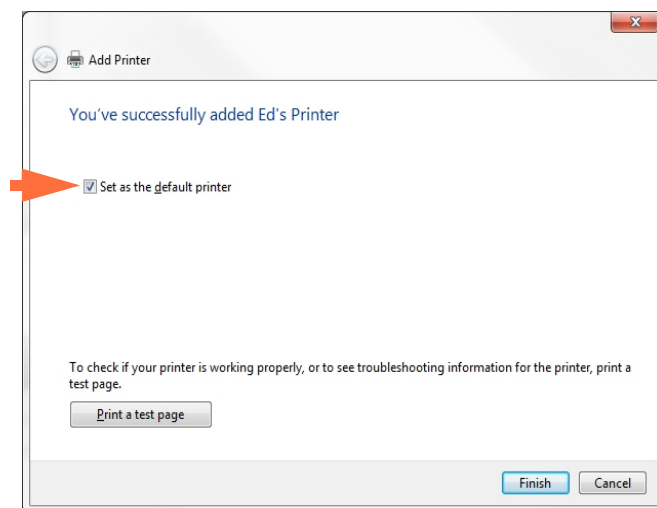 Add Printer
You've successfully added Ed's Printer
Set as the default printer
To check if your printer is working properly, or to see troubleshooting information for the printer, print a
test page.
Print a test page
Finish Cancel